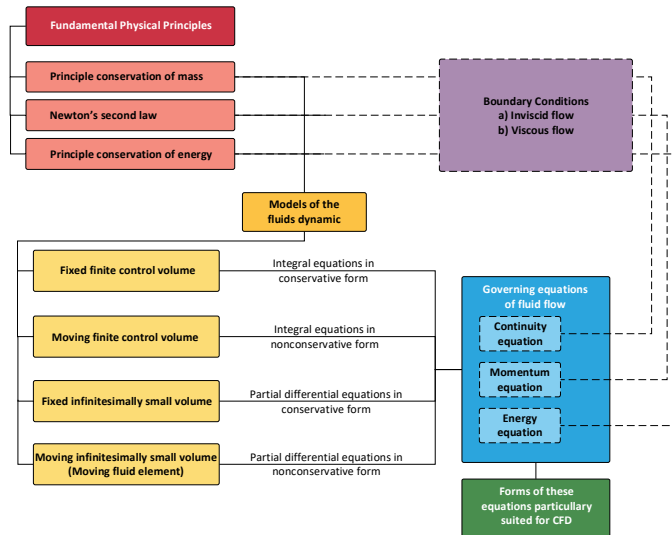 Fundamental Physical Principles
Principle conservation of mass
Newton's second law
Principle conservation of energy
Boundary Conditions
a) Inviscid flow
b) Viscous flow
Models of the
fluids dynamic
Fixed finite control volume
Integral equations in
conservative form
Moving finite control volume
Integral equations in
nonconservative form
Fixed infinitesimally small volume
Partial differential equations in
conservative form
Moving infinitesimally small volume
(Moving fluid element)
Partial differential equations in
nonconservative form
Governing equations
of fluid flow
Continuity
equation
Momentum
equation
Energy
equation
Forms of these
equations particullary
suited for CFD